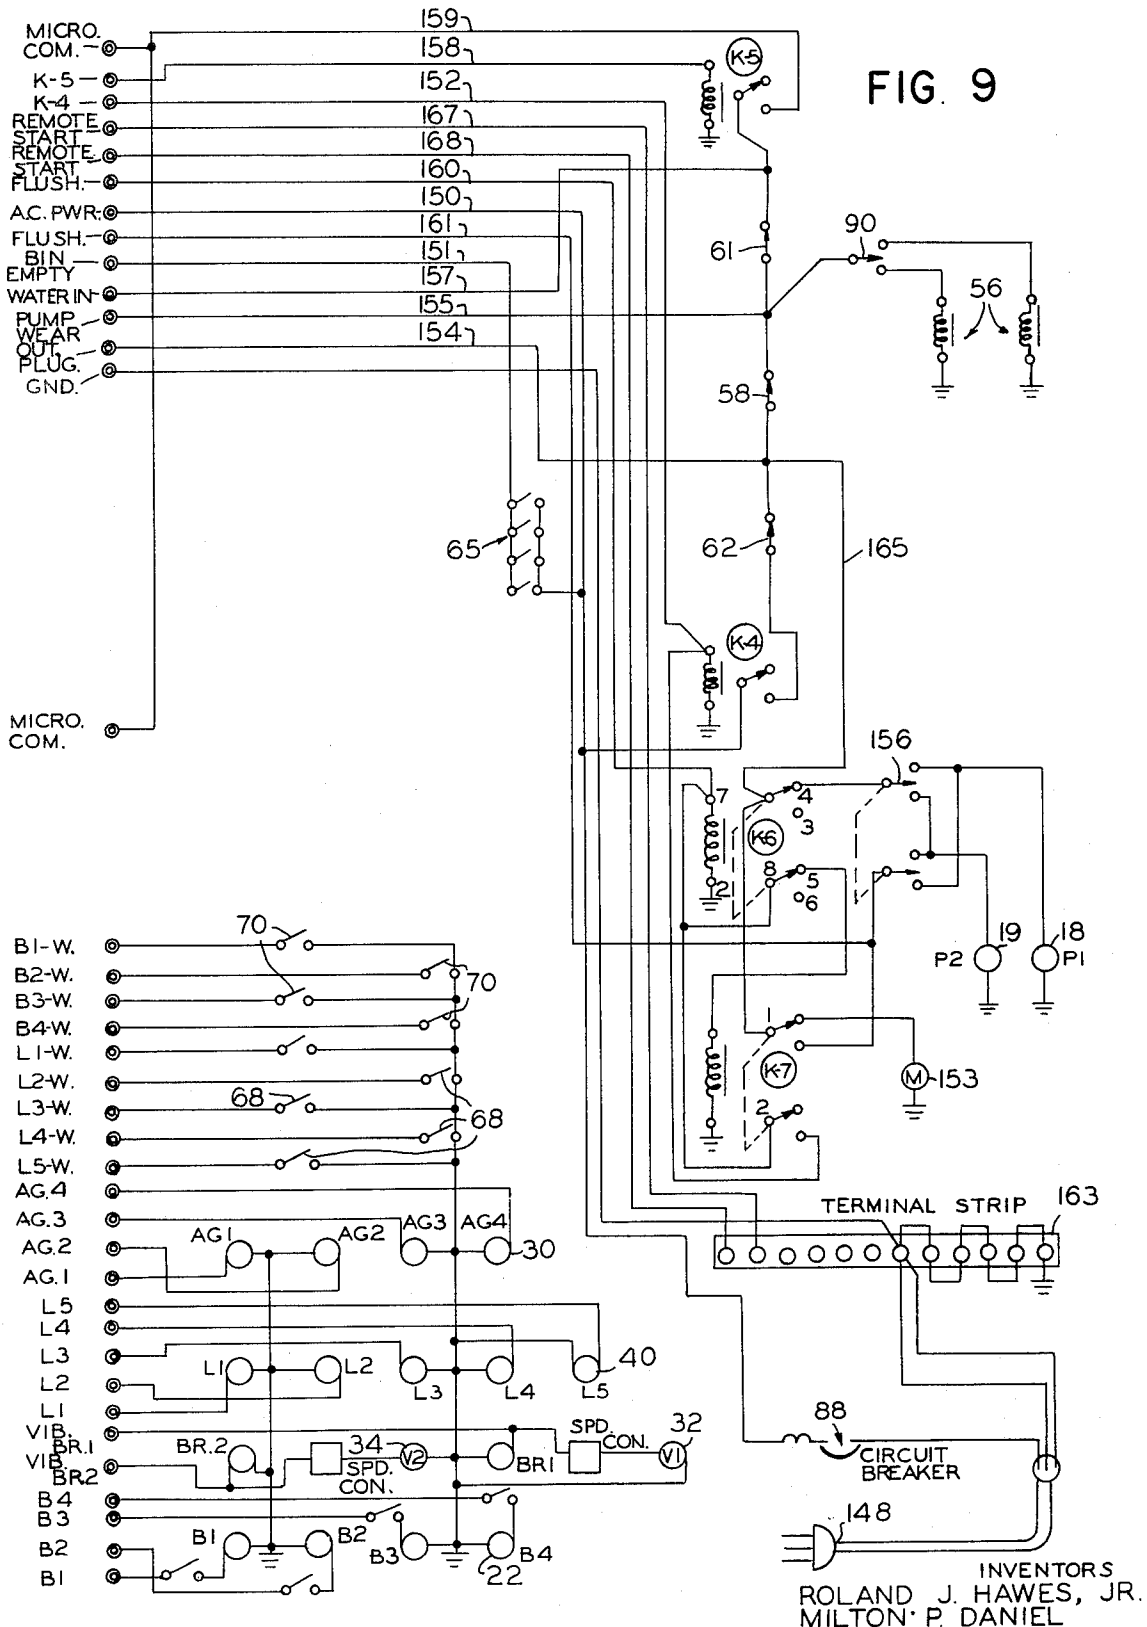 FIG. 9
MICRO.
COM.
K-5
K-4
REMOTE
START
REMOTE
START
FLUSH.
A.C. PWR.
FLUSH.
BIN
EMPTY
WATER IN
PUMP
WEAR
OUT.
PLUG.
GND.
159
158
152
167
168
160
150
161
151
157
155
154
K-5
61
90
56
58
62
165
65
K-4
MICRO.
COM.
156
7
4
3
K-6
8
5
6
2
19
18
P2
P1
1
K-7
M
153
2
70
B1-W.
B2-W.
70
B3-W.
B4-W.
L1-W.
L2-W.
L3-W.
68
L4-W.
68
L5-W.
AG.4
AG.3
AG.2
AG.1
AG1
AG2
AG3
AG4
30
TERMINAL STRIP
163
L5
L4
L3
L2
L1
L1
L2
L3
L4
L5
40
VIB.
BR.1
VIB.
BR.2
BR.2
34
V2
SPD.
CON.
BR1
SPD.
CON.
32
V1
88
CIRCUIT
BREAKER
B4
B3
B2
B1
B1
B2
B3
B4
22
148
INVENTORS
ROLAND J. HAWES, JR.
MILTON P. DANIEL